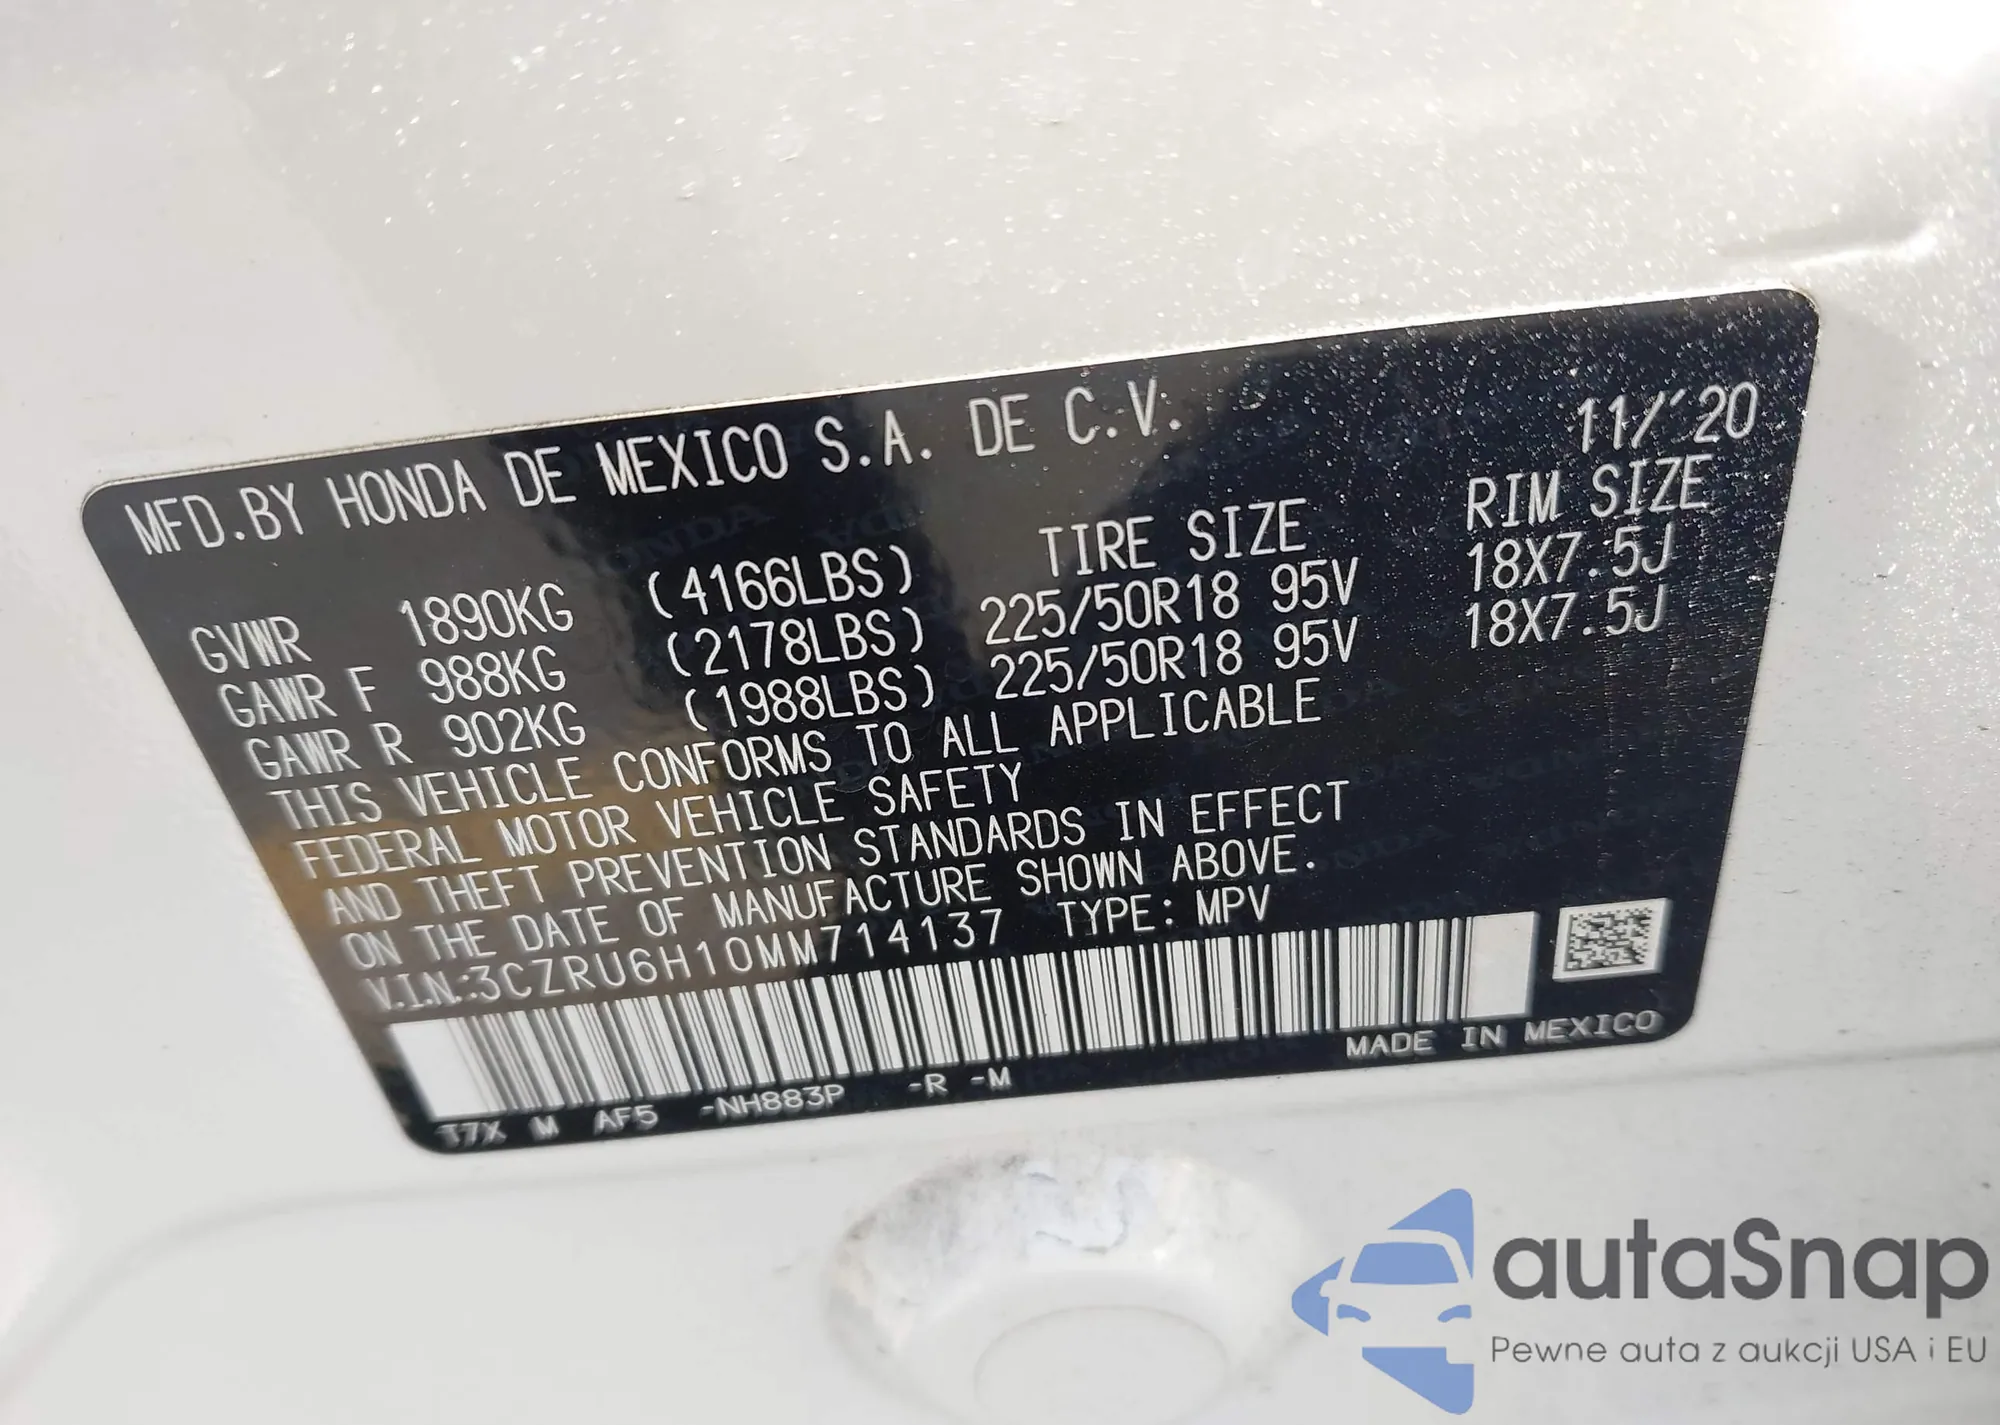 MFD.BY HONDA DE MEXICO S.A. DE C.V. 11/'20
TIRE SIZE RIM SIZE
GVWR 1890KG (4166LBS)
GAWR F 988KG (2178LBS) 225/50R18 95V 18X7.5J
GAWR R 902KG (1988LBS) 225/50R18 95V 18X7.5J
THIS VEHICLE CONFORMS TO ALL APPLICABLE
FEDERAL MOTOR VEHICLE SAFETY
AND THEFT PREVENTION STANDARDS IN EFFECT
ON THE DATE OF MANUFACTURE SHOWN ABOVE.
V.I.N.:3CZRU6H10MM714137 TYPE: MPV
MADE IN MEXICO
T7X M AF5 -NH883P -R -M
autaSnap
Pewne auta z aukcji USA i EU